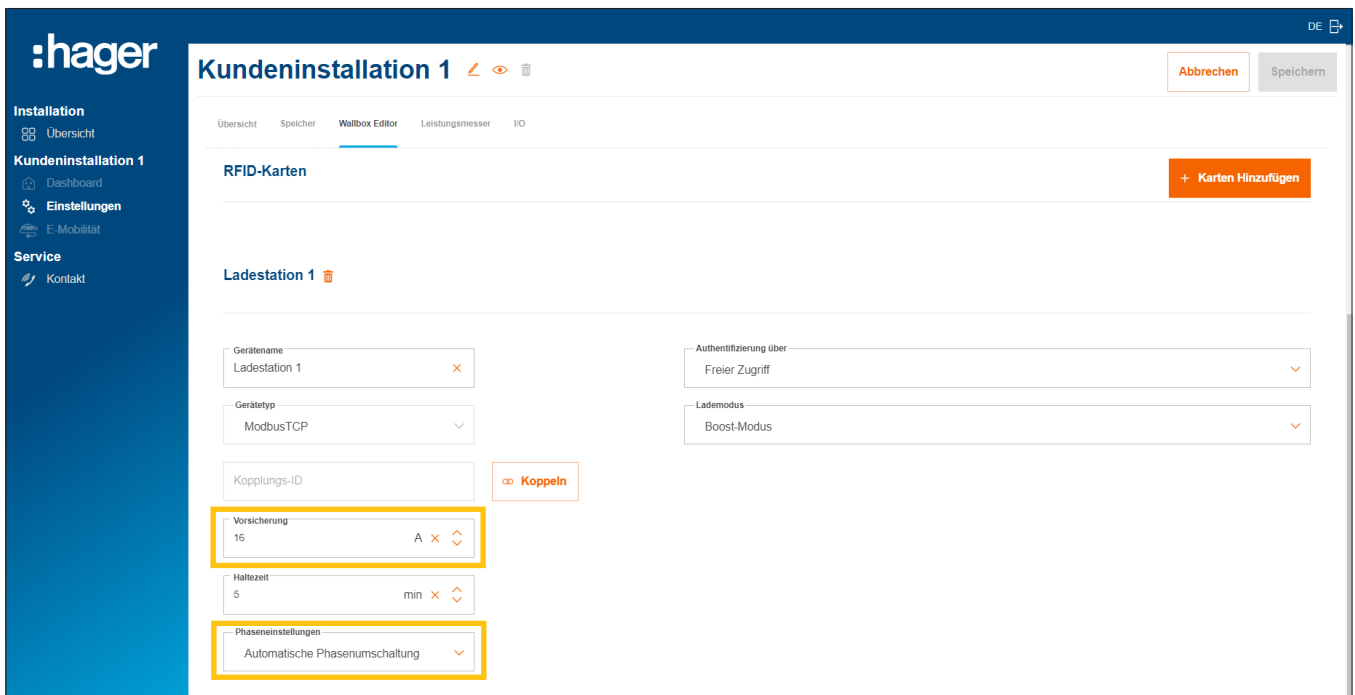 DE
:hager
Kundeninstallation 1
Abbrechen
Speichern
Installation
Übersicht
Kundeninstallation 1
Dashboard
Einstellungen
E-Mobilität
Service
Kontakt
Übersicht Speicher Wallbox Editor Leistungsmesser I/O
RFID-Karten
+ Karten Hinzufügen
Ladestation 1
Gerätename
Ladestation 1
Authentifizierung über
Freier Zugriff
Gerätetyp
ModbusTCP
Lademodus
Boost-Modus
Kopplungs-ID
Koppeln
Vorsicherung
16 A
Haltezeit
5 min
Phaseneinstellungen
Automatische Phasenumschaltung